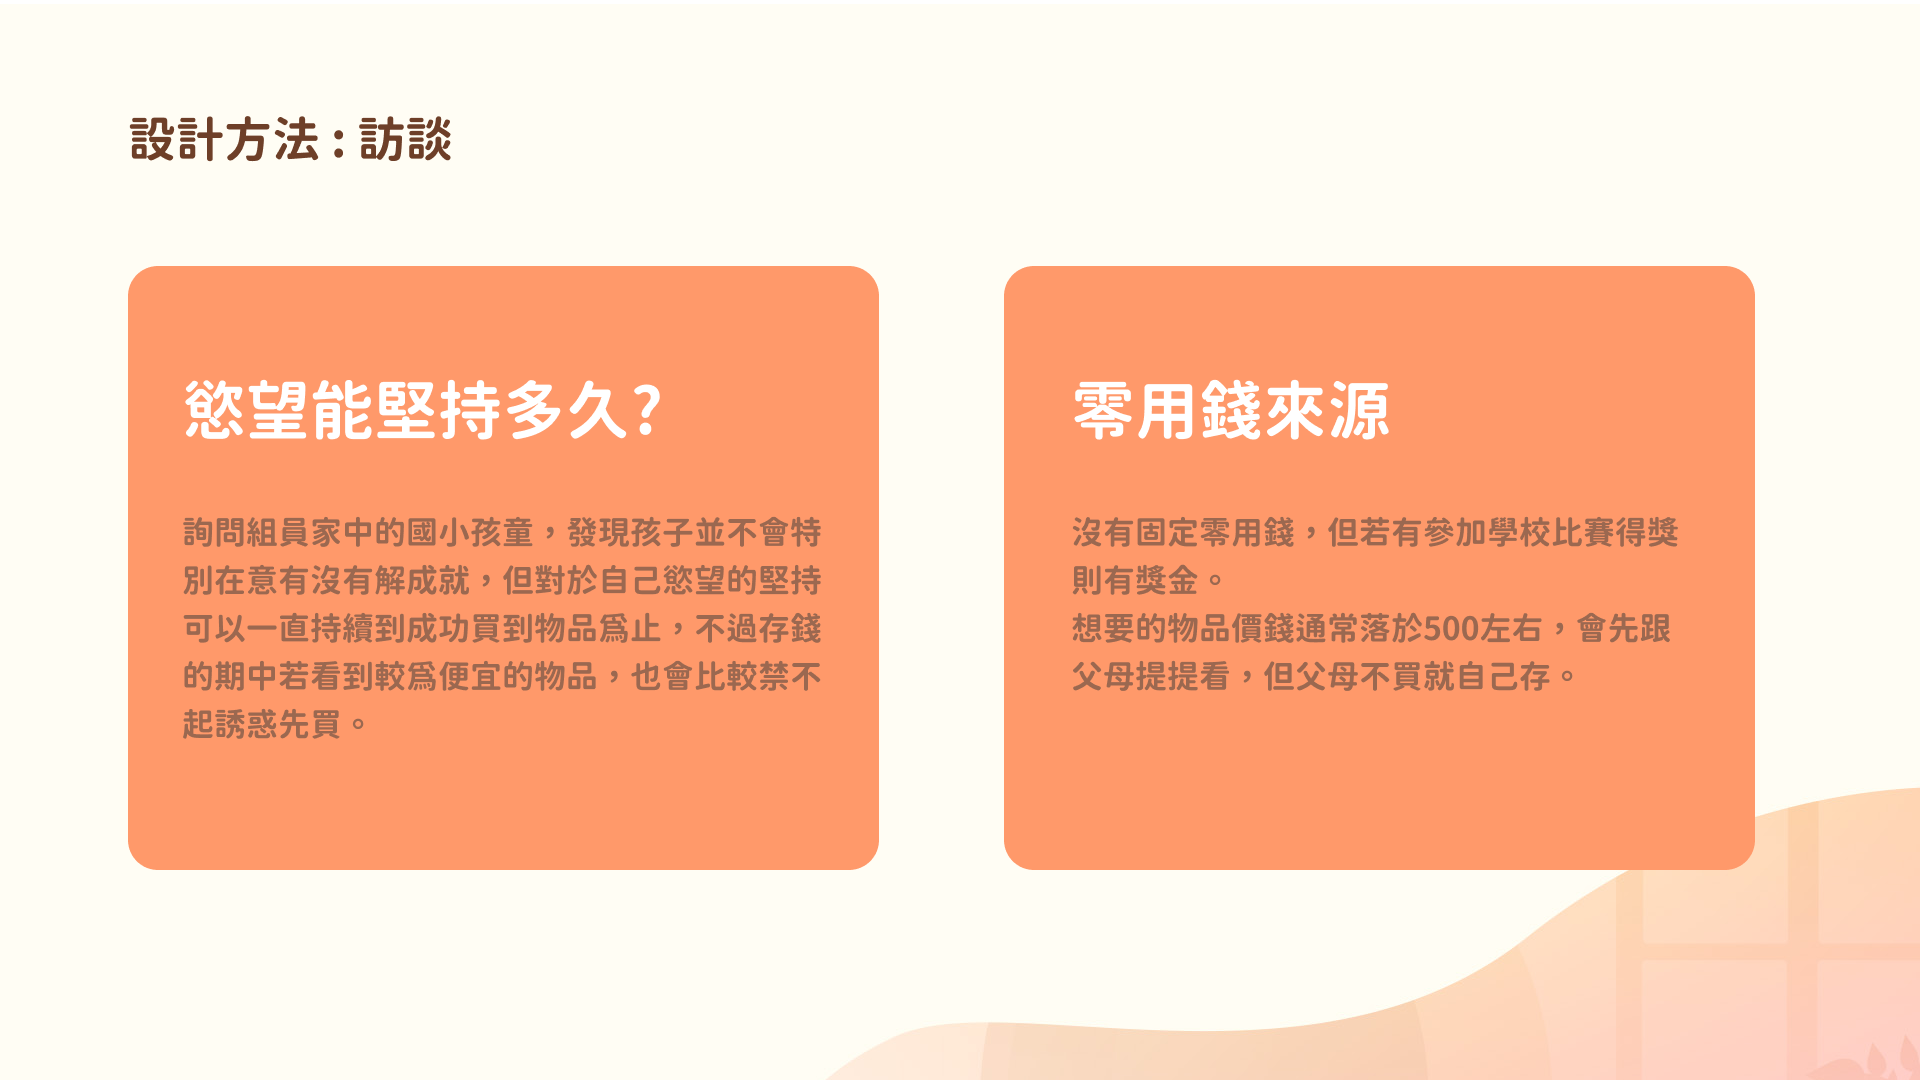 設計方法 : 訪談
慾望能堅持多久?
詢問組員家中的國小孩童，發現孩子並不會特
別在意有沒有解成就，但對於自己慾望的堅持
可以一直持續到成功買到物品爲止，不過存錢
的期中若看到較爲便宜的物品，也會比較禁不
起誘惑先買。
零用錢來源
沒有固定零用錢，但若有參加學校比賽得獎
則有獎金。
想要的物品價錢通常落於500左右，會先跟
父母提提看，但父母不買就自己存。